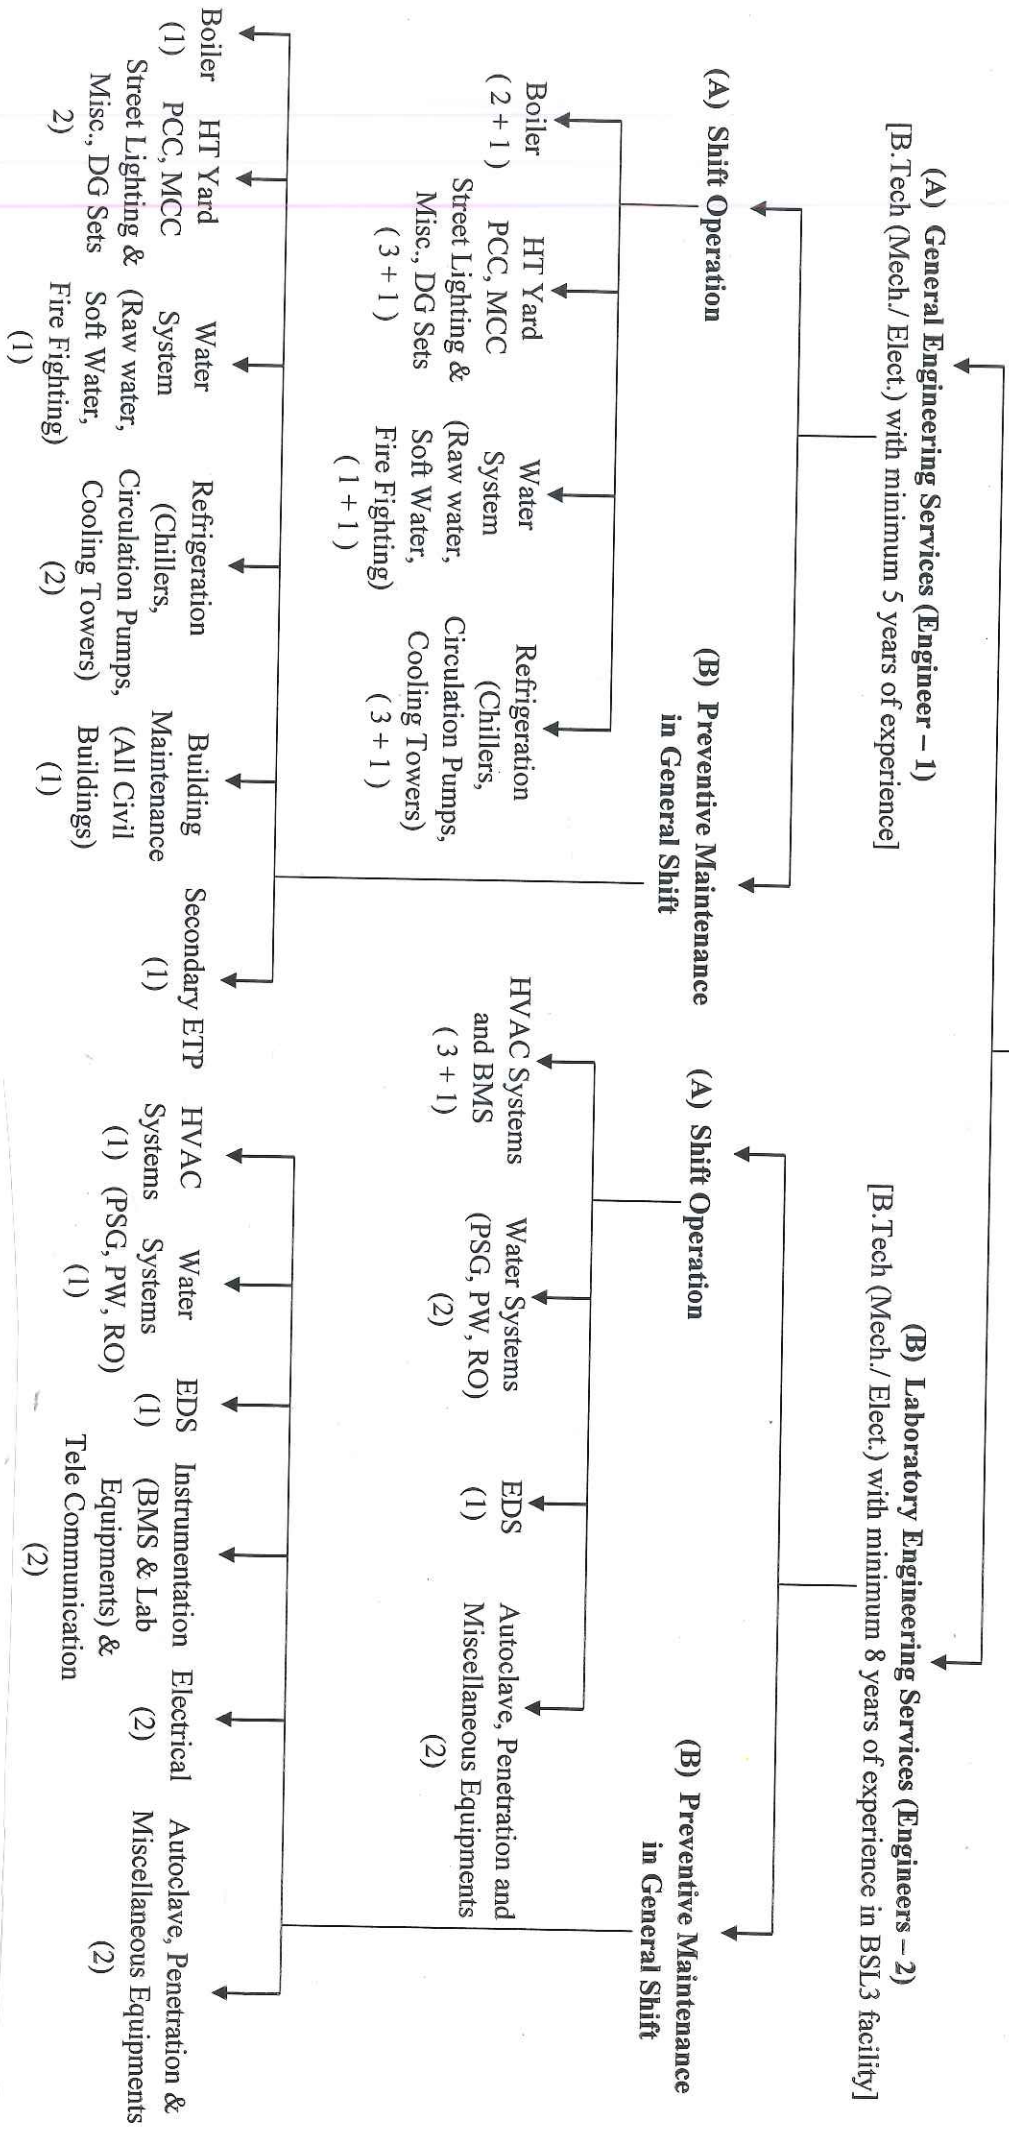 (A) General Engineering Services (Engineer – 1)
[B.Tech (Mech./ Elect.) with minimum 5 years of experience]
(A) Shift Operation
(B) Preventive Maintenance
in General Shift
Boiler
( 2 + 1 )
HT Yard
PCC, MCC
Street Lighting &
Misc., DG Sets
( 3 + 1 )
Water
System
(Raw water,
Soft Water,
Fire Fighting)
( 1 + 1 )
Refrigeration
(Chillers,
Circulation Pumps,
Cooling Towers)
( 3 + 1 )
Boiler
(1)
HT Yard
PCC, MCC
Street Lighting &
Misc., DG Sets
2)
Water
System
(Raw water,
Soft Water,
Fire Fighting)
(1)
Refrigeration
(Chillers,
Circulation Pumps,
Cooling Towers)
(2)
Building
Maintenance
(All Civil
Buildings)
(1)
Secondary ETP
(1)
(B) Laboratory Engineering Services (Engineers – 2)
[B.Tech (Mech./ Elect.) with minimum 8 years of experience in BSL3 facility]
(A) Shift Operation
(B) Preventive Maintenance
in General Shift
HVAC Systems
and BMS
( 3 + 1)
Water Systems
(PSG, PW, RO)
(2)
EDS
(1)
Autoclave, Penetration and
Miscellaneous Equipments
(2)
HVAC
Systems
(1)
Water
Systems
(PSG, PW, RO)
(1)
EDS
(1)
Instrumentation
(BMS & Lab
Equipments) &
Tele Communication
(2)
Electrical
(2)
Autoclave, Penetration &
Miscellaneous Equipments
(2)